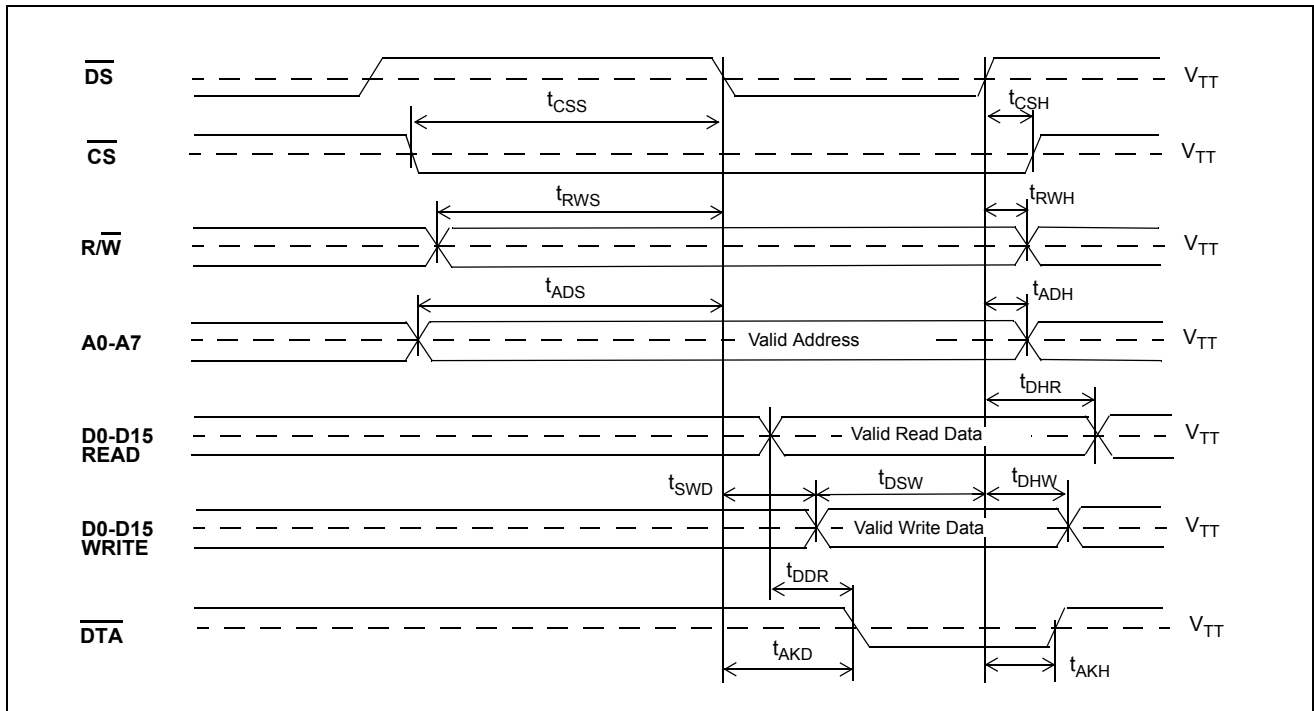 DS
VTT
tCSS
tCSH
CS
VTT
tRWS
tRWH
R/W
VTT
tADS
tADH
A0-A7
Valid Address
VTT
tDHR
D0-D15
READ
Valid Read Data
VTT
tSWD
tDSW
tDHW
D0-D15
WRITE
Valid Write Data
VTT
tDDR
DTA
VTT
tAKD
tAKH